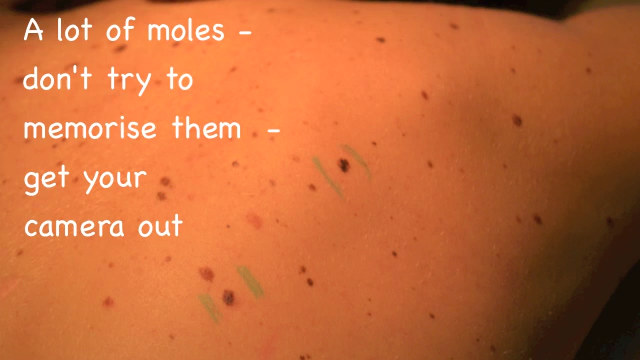 A lot of moles -
don't try to
memorise them -
get your
camera out